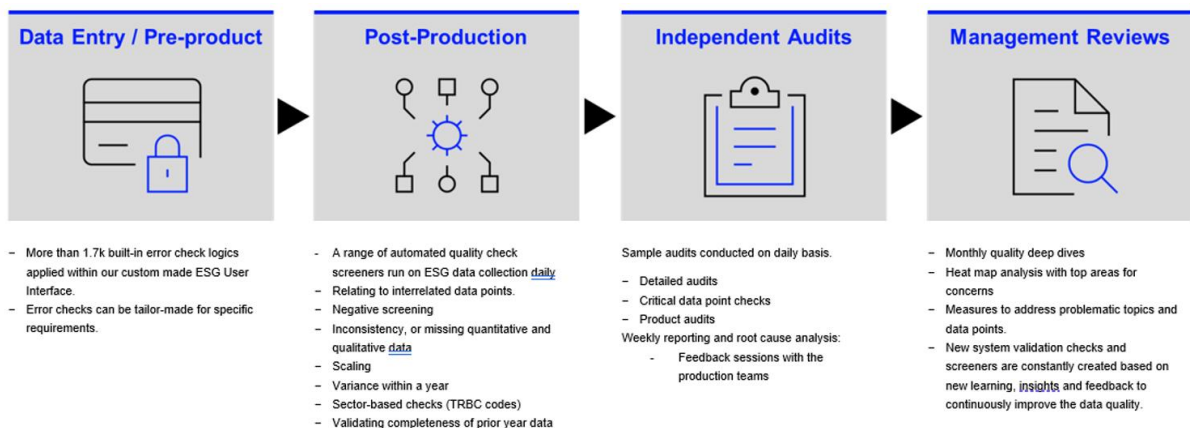 Data Entry / Pre-product
– More than 1.7k built-in error check logics
applied within our custom made ESG User
Interface.
– Error checks can be tailor-made for specific
requirements.
Post-Production
- A range of automated quality check
screeners run on ESG data collection daily
– Relating to interrelated data points.
– Negative screening
– Inconsistency, or missing quantitative and
qualitative data
– Scaling
– Variance within a year
– Sector-based checks (TRBC codes)
– Validating completeness of prior year data
Independent Audits
Sample audits conducted on daily basis.
– Detailed audits
– Critical data point checks
– Product audits
Weekly reporting and root cause analysis:
- Feedback sessions with the
production teams
Management Reviews
– Monthly quality deep dives
– Heat map analysis with top areas for
concerns
– Measures to address problematic topics and
data points.
– New system validation checks and
screeners are constantly created based on
new learning, insights and feedback to
continuously improve the data quality.